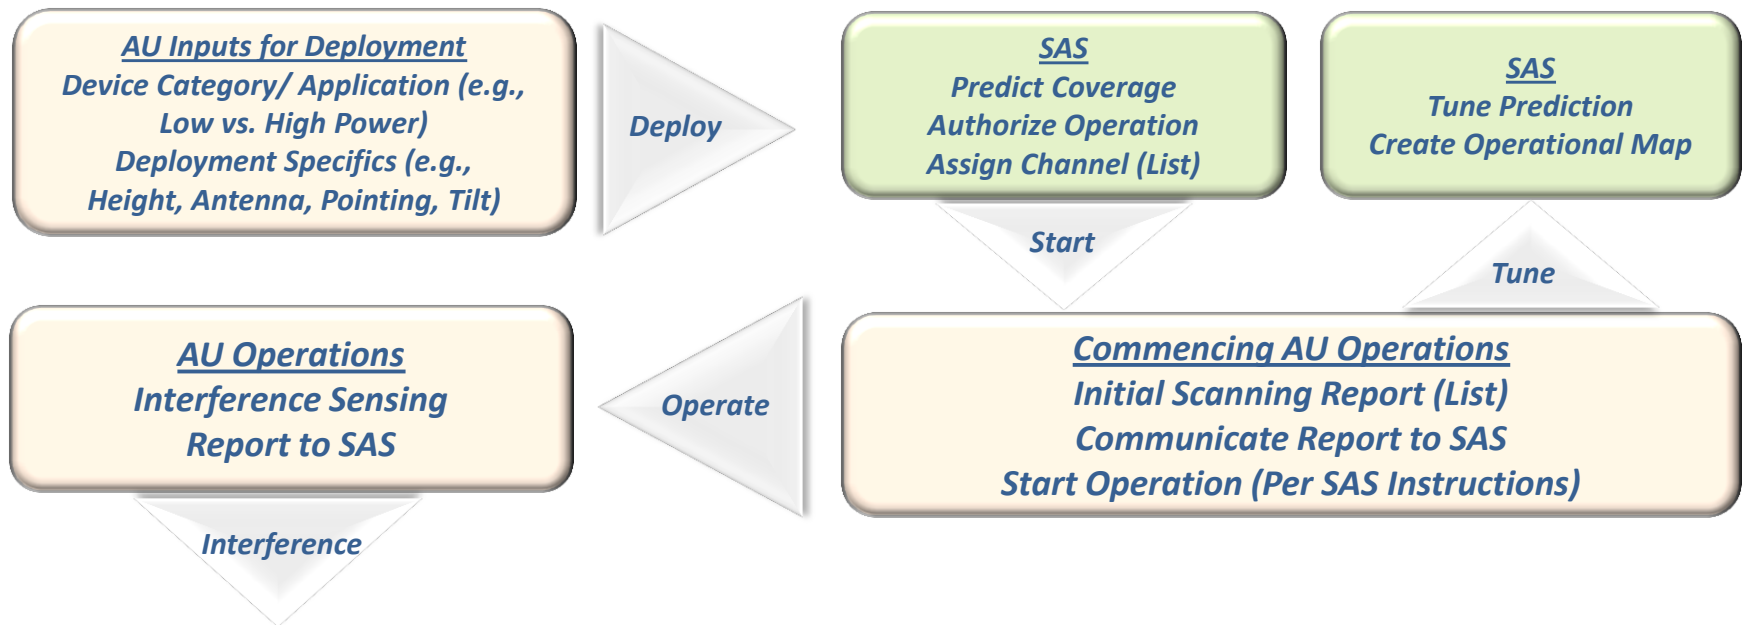 AU Inputs for Deployment
Device Category/ Application (e.g.,
Low vs. High Power)
Deployment Specifics (e.g.,
Height, Antenna, Pointing, Tilt)
Deploy
SAS
Predict Coverage
Authorize Operation
Assign Channel (List)
SAS
Tune Prediction
Create Operational Map
Start
Tune
AU Operations
Interference Sensing
Report to SAS
Operate
Commencing AU Operations
Initial Scanning Report (List)
Communicate Report to SAS
Start Operation (Per SAS Instructions)
Interference